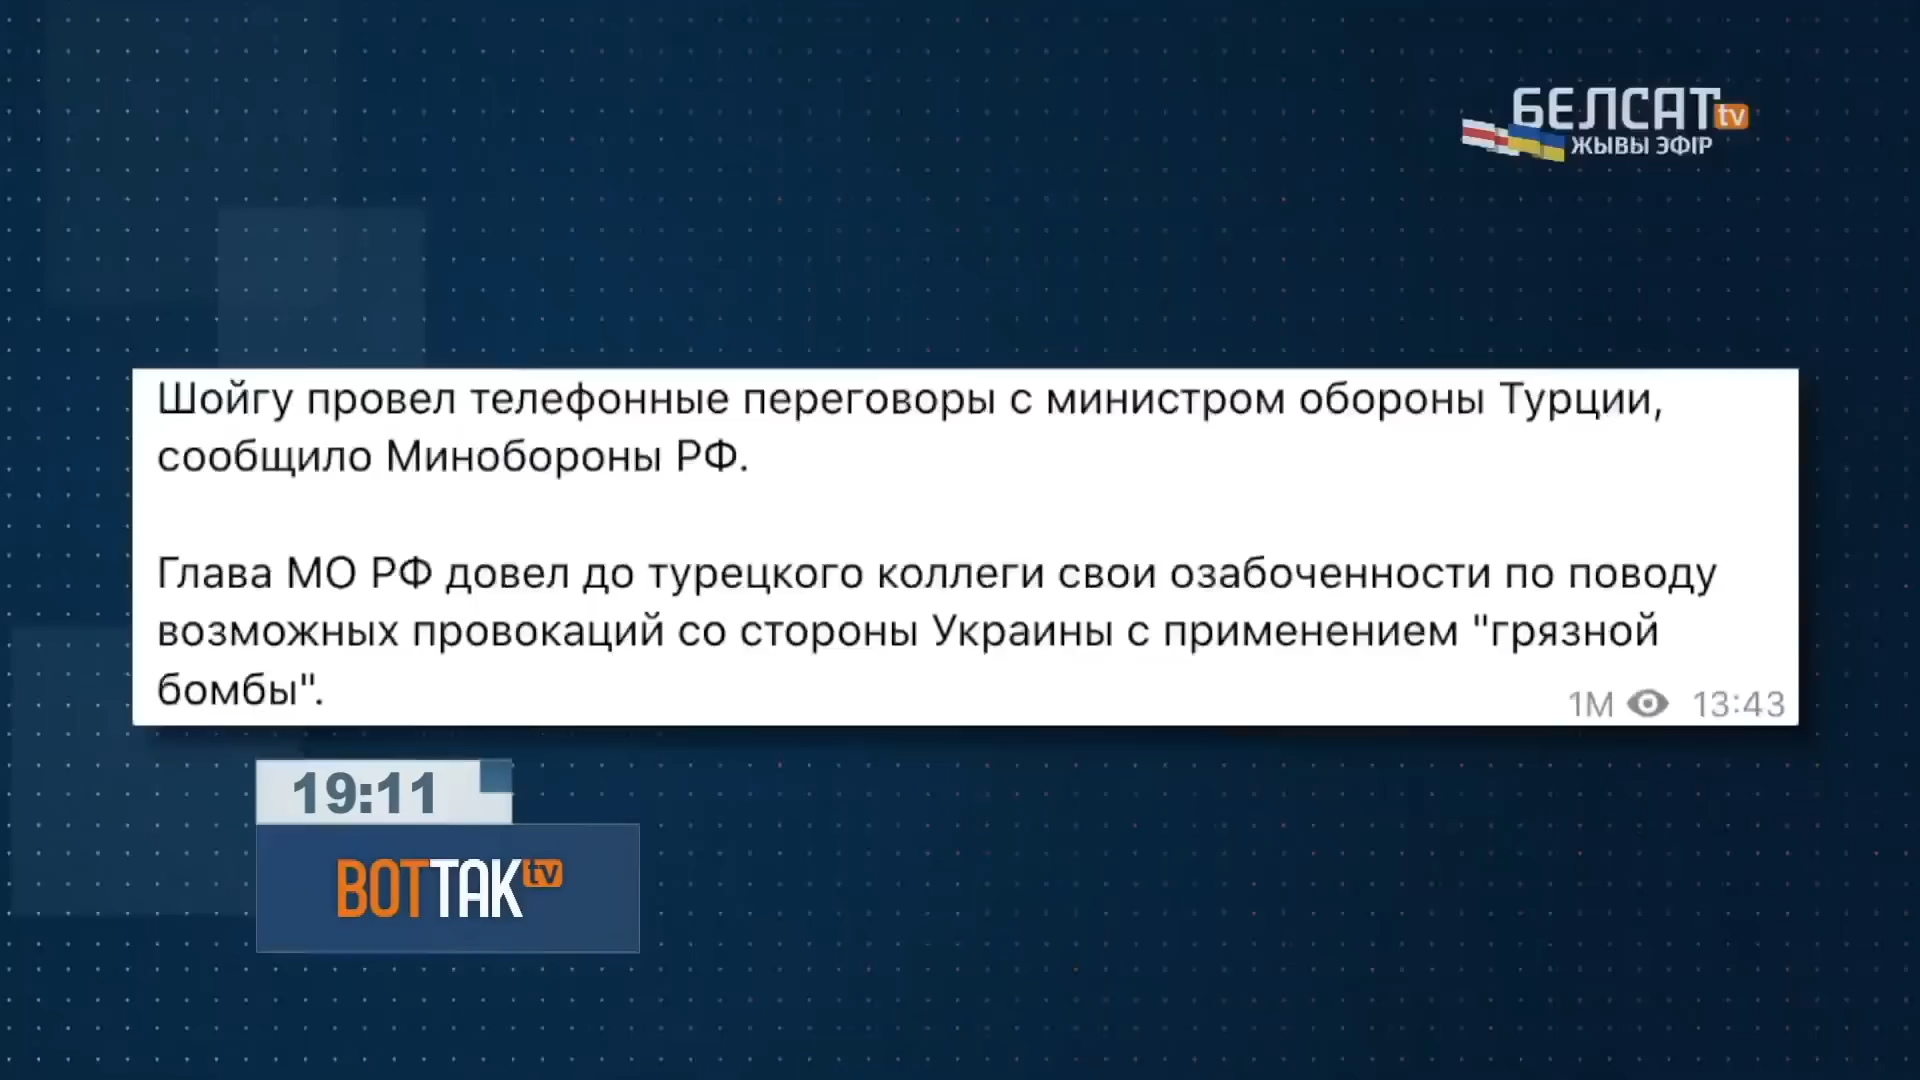 БЕЛСАТ tv
ЖЫВЫ ЭФІР
Шойгу провел телефонные переговоры с министром обороны Турции,
сообщило Минобороны РФ.
Глава МО РФ довел до турецкого коллеги свои озабоченности по поводу
возможных провокаций со стороны Украины с применением "грязной
бомбы".
1M 13:43
19:11
ВОТТАК tv